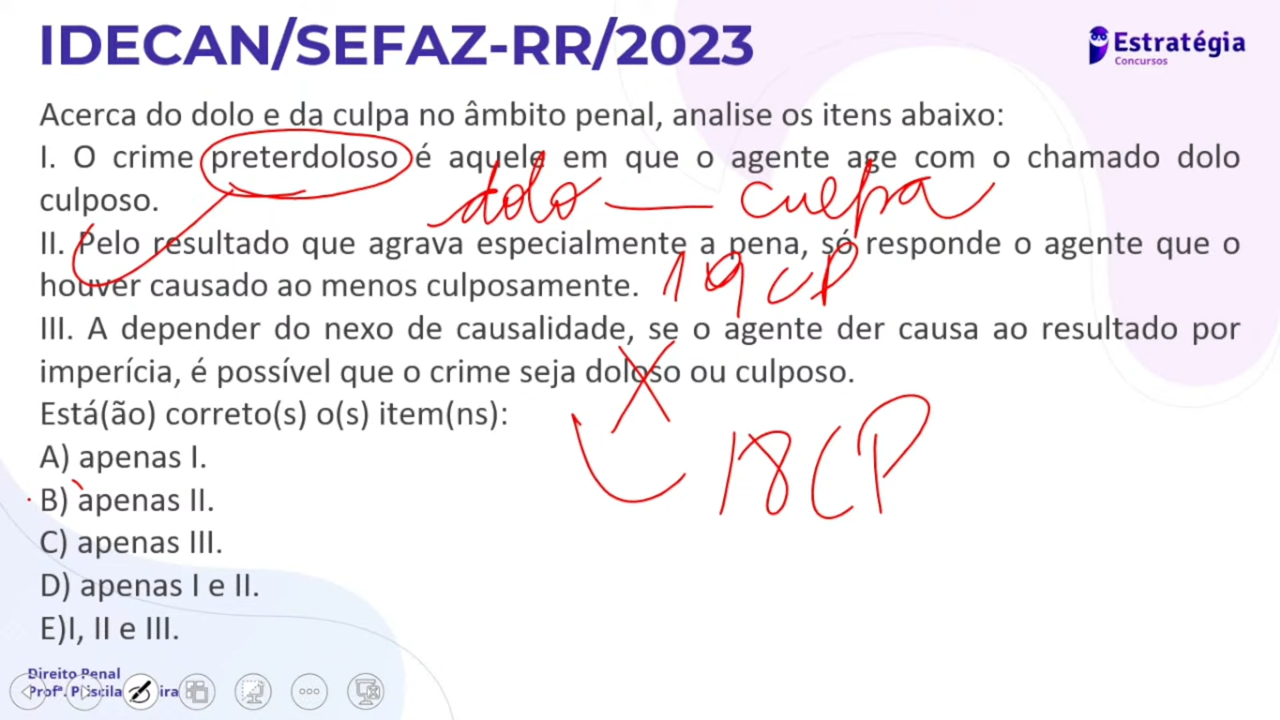 IDECAN/SEFAZ-RR/2023
Estratégia
Concursos
Acerca do dolo e da culpa no âmbito penal, analise os itens abaixo:
I. O crime preterdoloso é aquele em que o agente age com o chamado dolo
culposo.
dolo — culpa
II. Pelo resultado que agrava especialmente a pena, só responde o agente que o
houver causado ao menos culposamente.
19 CP
III. A depender do nexo de causalidade, se o agente der causa ao resultado por
imperícia, é possível que o crime seja doloso ou culposo.
Está(ão) correto(s) o(s) item(ns):
18 CP
A) apenas I.
B) apenas II.
C) apenas III.
D) apenas I e II.
E)I, II e III.
Direito Penal
Profª.